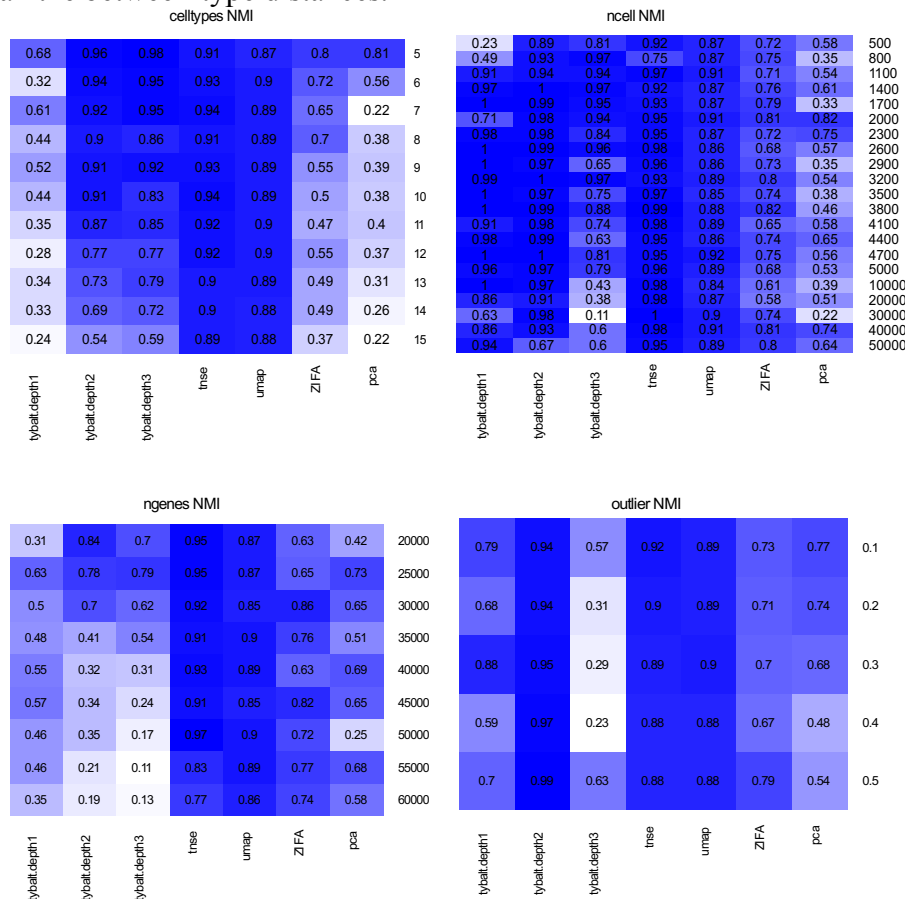 an the between-type distances.
celltypes NMI
0.68 0.96 0.98 0.91 0.87 0.8 0.81 5
0.32 0.94 0.95 0.93 0.9 0.72 0.56 6
0.61 0.92 0.95 0.94 0.89 0.65 0.22 7
0.44 0.9 0.86 0.91 0.89 0.7 0.38 8
0.52 0.91 0.92 0.93 0.89 0.55 0.39 9
0.44 0.91 0.83 0.94 0.89 0.5 0.38 10
0.35 0.87 0.85 0.92 0.9 0.47 0.4 11
0.28 0.77 0.77 0.92 0.9 0.55 0.37 12
0.34 0.73 0.79 0.9 0.89 0.49 0.31 13
0.33 0.69 0.72 0.9 0.88 0.49 0.26 14
0.24 0.54 0.59 0.89 0.88 0.37 0.22 15
tybalt.depth1 tybalt.depth2 tybalt.depth3 tnse umap ZIFA pca
ncell NMI
0.23 0.89 0.81 0.92 0.87 0.72 0.58 500
0.49 0.93 0.97 0.75 0.87 0.75 0.35 800
0.91 0.94 0.94 0.97 0.91 0.71 0.54 1100
0.97 1 0.97 0.92 0.87 0.76 0.61 1400
1 0.99 0.95 0.93 0.87 0.79 0.33 1700
0.71 0.98 0.94 0.95 0.91 0.81 0.82 2000
0.98 0.98 0.84 0.95 0.87 0.72 0.75 2300
1 0.99 0.96 0.98 0.86 0.68 0.57 2600
1 0.97 0.65 0.96 0.86 0.73 0.35 2900
0.99 1 0.97 0.93 0.89 0.8 0.54 3200
1 0.97 0.75 0.97 0.85 0.74 0.38 3500
1 0.99 0.88 0.99 0.88 0.82 0.46 3800
0.91 0.98 0.74 0.98 0.89 0.65 0.58 4100
0.98 0.99 0.63 0.95 0.86 0.74 0.65 4400
1 1 0.81 0.95 0.92 0.75 0.56 4700
0.96 0.97 0.79 0.96 0.89 0.68 0.53 5000
1 0.98 0.43 0.98 0.84 0.61 0.39 10000
0.86 0.91 0.38 0.98 0.87 0.58 0.51 20000
0.63 0.98 0.11 1 0.9 0.74 0.22 30000
0.86 0.93 0.6 0.98 0.91 0.81 0.74 40000
0.94 0.67 0.6 0.95 0.89 0.8 0.64 50000
tybalt.depth1 tybalt.depth2 tybalt.depth3 tnse umap ZIFA pca
ngenes NMI
0.31 0.84 0.7 0.95 0.87 0.63 0.42 20000
0.63 0.78 0.79 0.95 0.87 0.65 0.73 25000
0.5 0.7 0.62 0.92 0.85 0.86 0.65 30000
0.48 0.41 0.54 0.91 0.9 0.76 0.51 35000
0.55 0.32 0.31 0.93 0.89 0.63 0.69 40000
0.57 0.34 0.24 0.91 0.85 0.82 0.65 45000
0.46 0.35 0.17 0.97 0.9 0.72 0.25 50000
0.46 0.21 0.11 0.83 0.89 0.77 0.68 55000
0.35 0.19 0.13 0.77 0.86 0.74 0.58 60000
tybalt.depth1 tybalt.depth2 tybalt.depth3 tnse umap ZIFA pca
outlier NMI
0.79 0.94 0.57 0.92 0.89 0.73 0.77 0.1
0.68 0.94 0.31 0.9 0.89 0.71 0.74 0.2
0.88 0.95 0.29 0.89 0.9 0.7 0.68 0.3
0.59 0.97 0.23 0.88 0.88 0.67 0.48 0.4
0.7 0.99 0.63 0.88 0.88 0.79 0.54 0.5
tybalt.depth1 tybalt.depth2 tybalt.depth3 tnse umap ZIFA pca